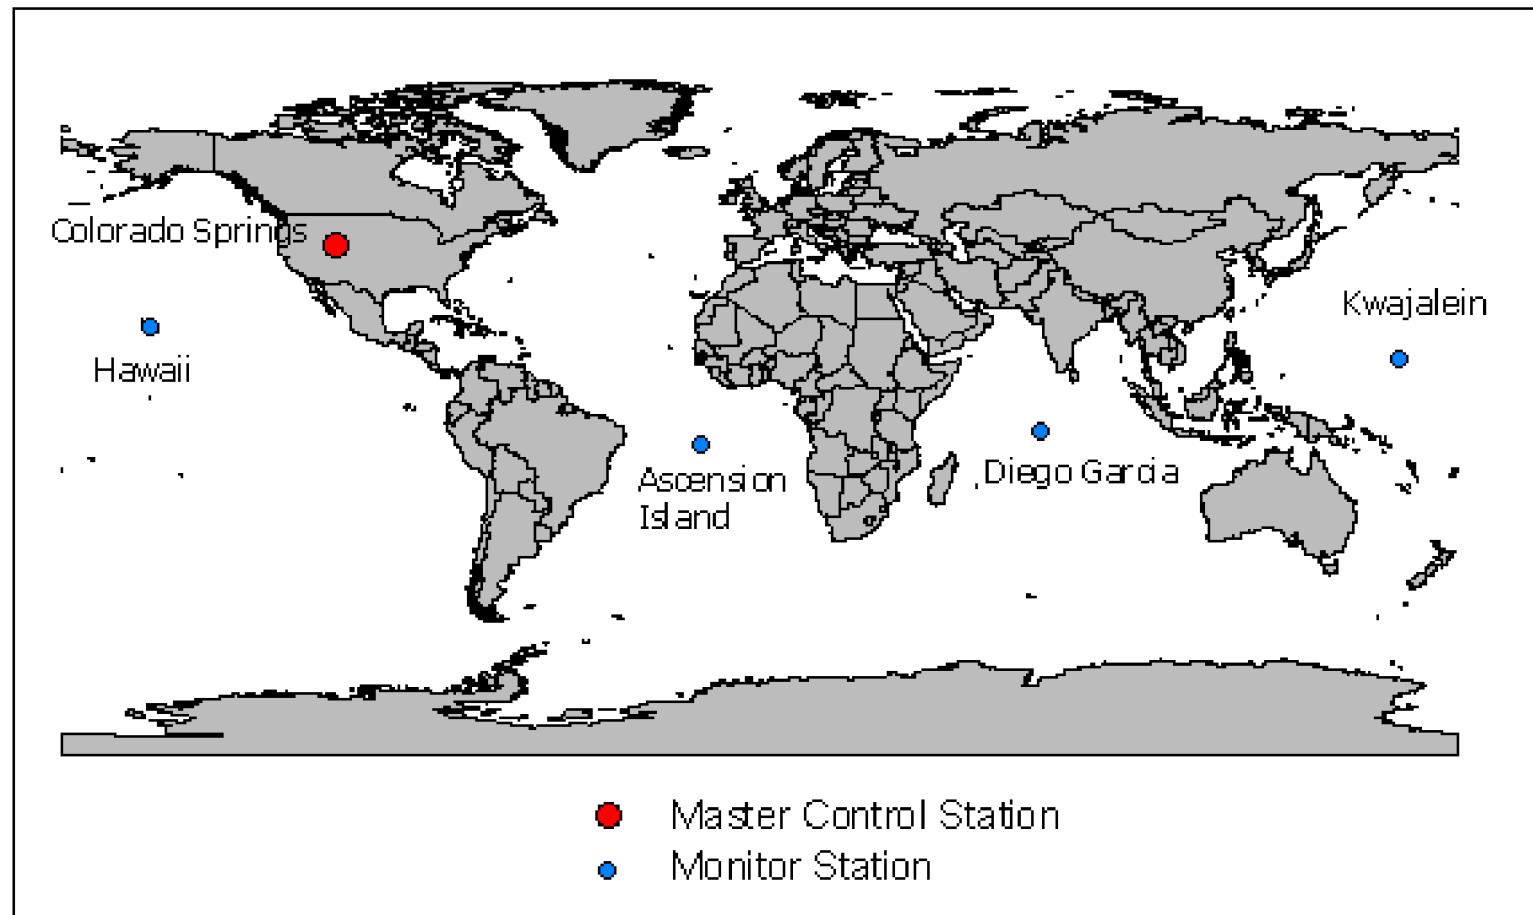 Colorado Springs
Hawaii
Kwajalein
Ascension
Island
Diego Garcia
Master Control Station
Monitor Station